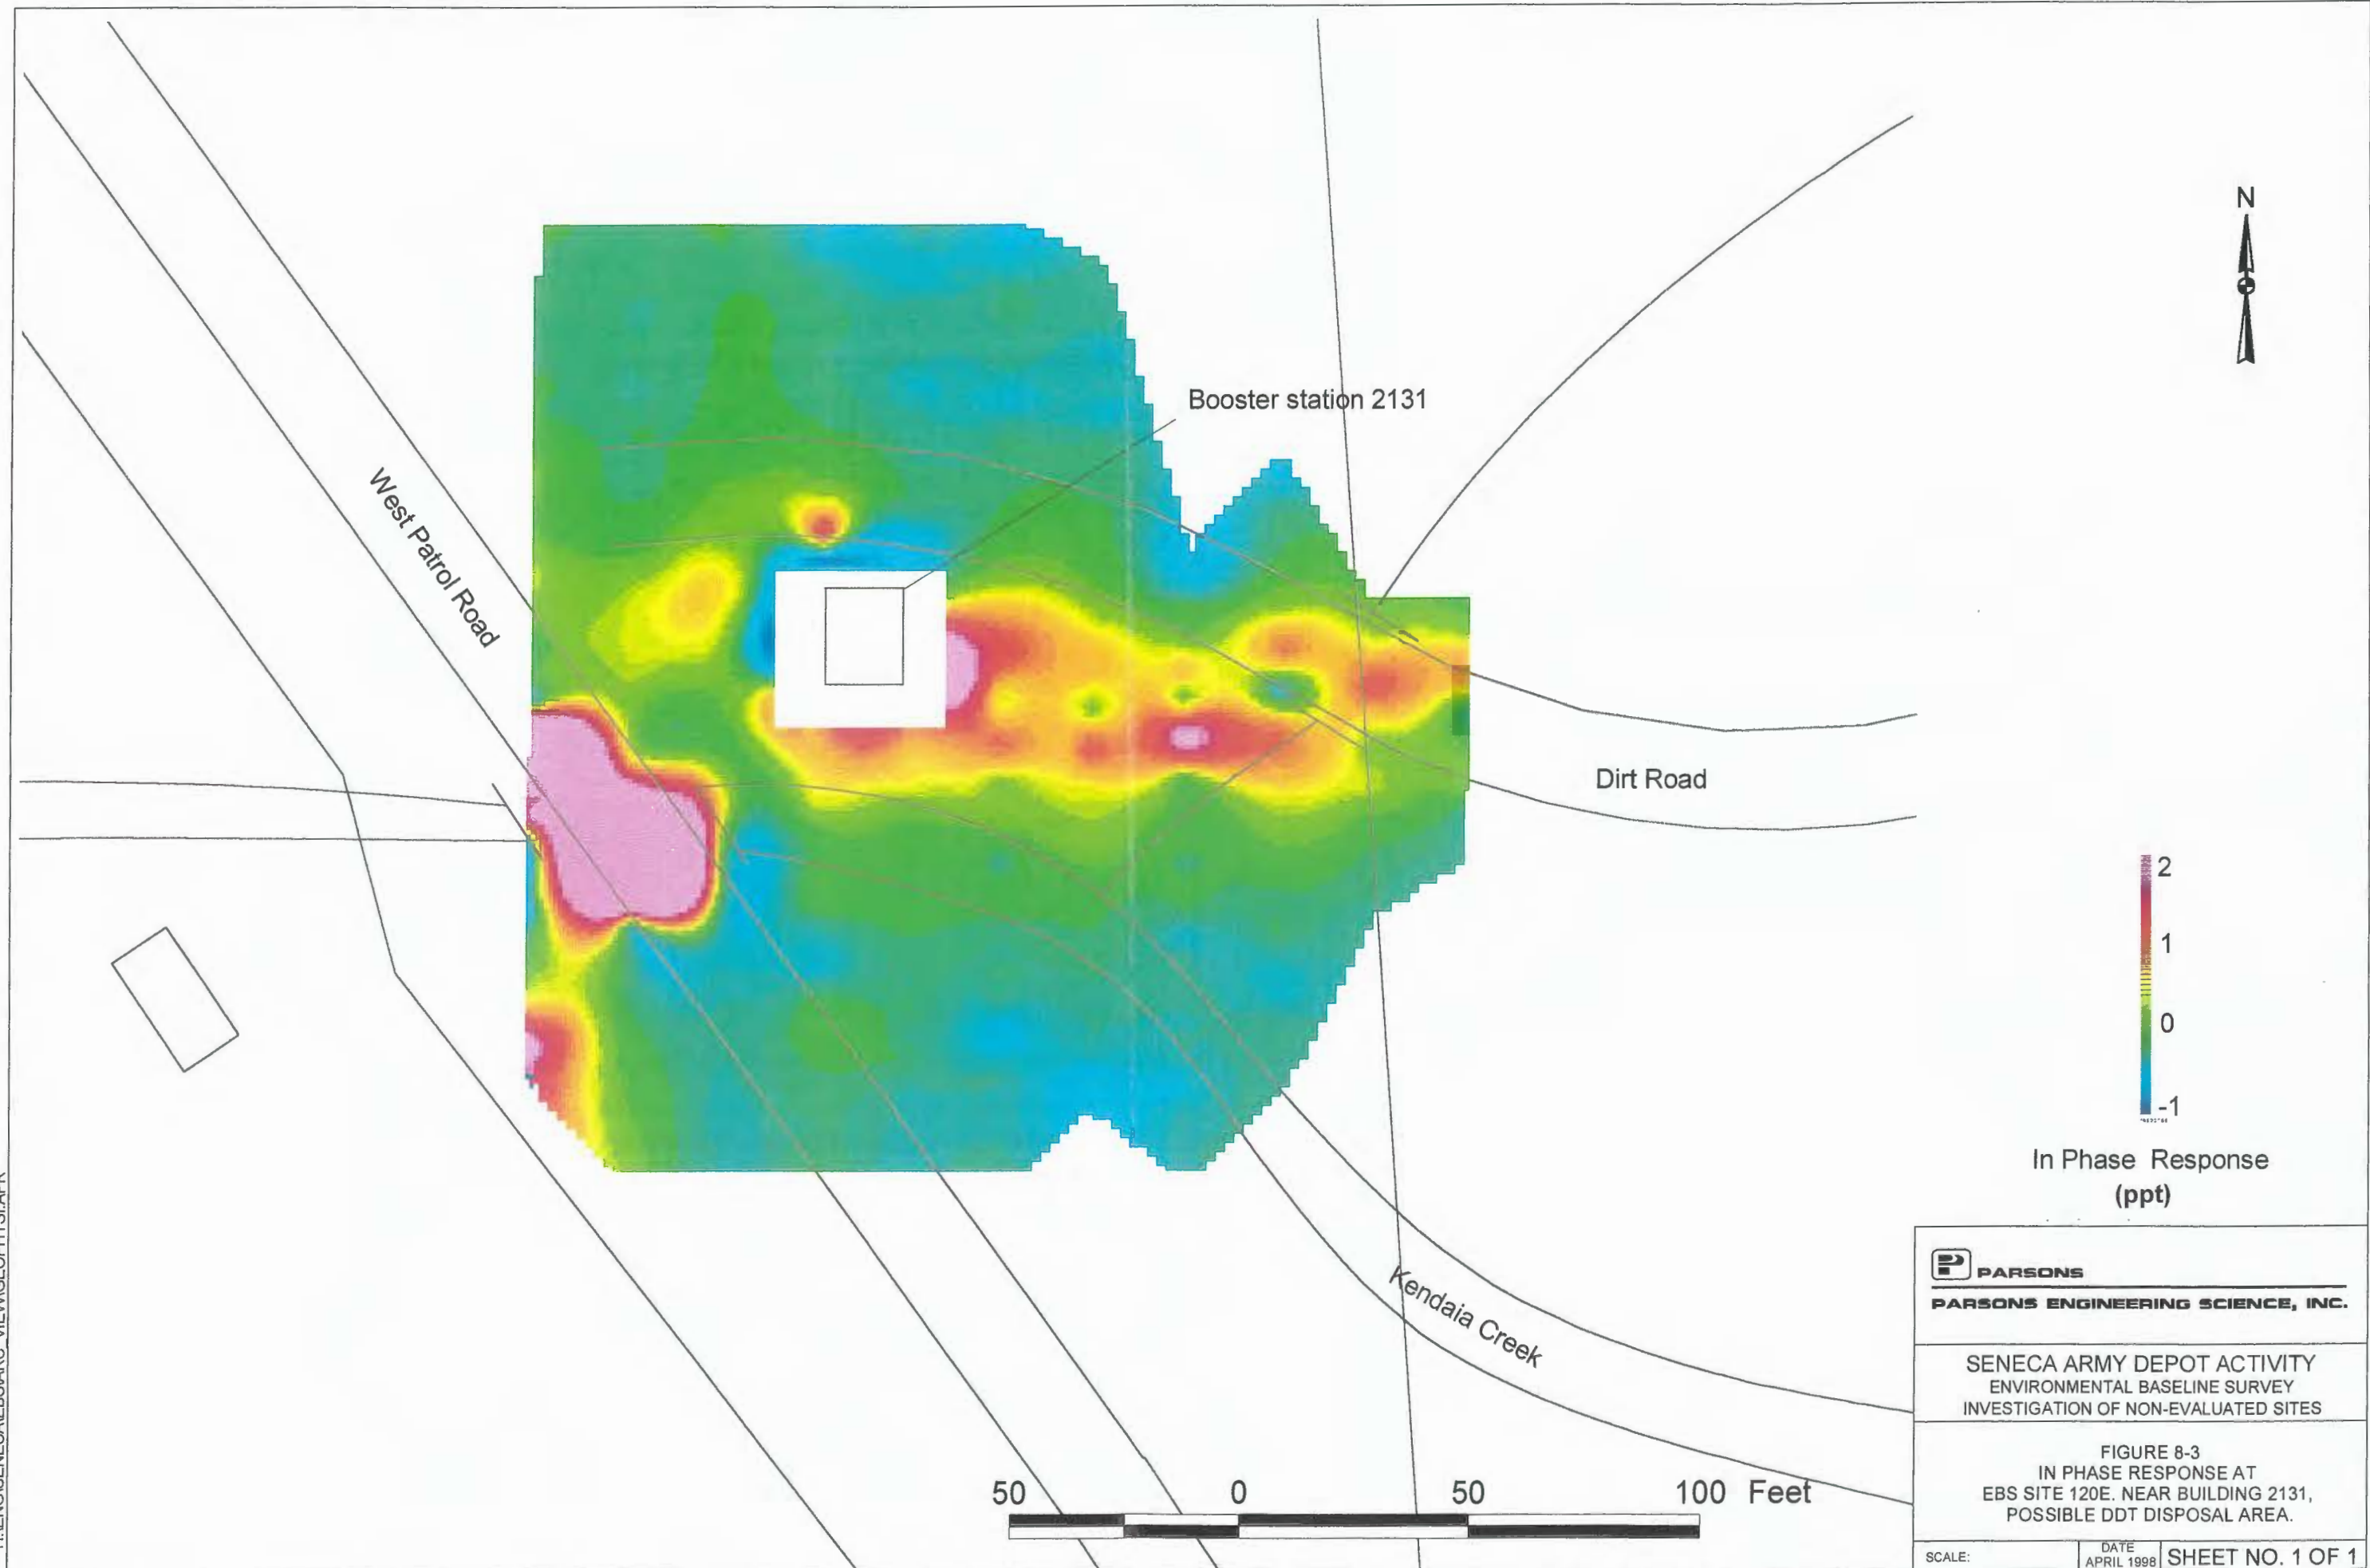 N
Booster station 2131
West Patrol Road
Dirt Road
2
1
0
-1
In Phase Response
(ppt)
Kendaia Creek
50 0 50 100 Feet
P PARSONS
PARSONS ENGINEERING SCIENCE, INC.
SENECA ARMY DEPOT ACTIVITY
ENVIRONMENTAL BASELINE SURVEY
INVESTIGATION OF NON-EVALUATED SITES
FIGURE 8-3
IN PHASE RESPONSE AT
EBS SITE 120E. NEAR BUILDING 2131,
POSSIBLE DDT DISPOSAL AREA.
SCALE:
DATE
APRIL 1998
SHEET NO. 1 OF 1